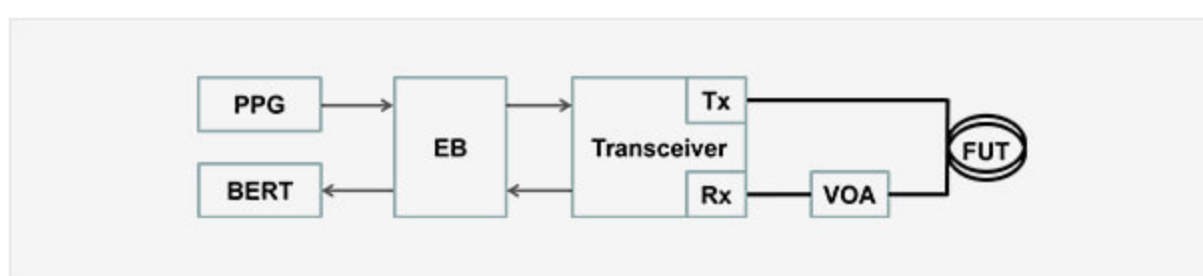 PPG
EB
Tx
Transceiver
FUT
BERT
Rx
VOA